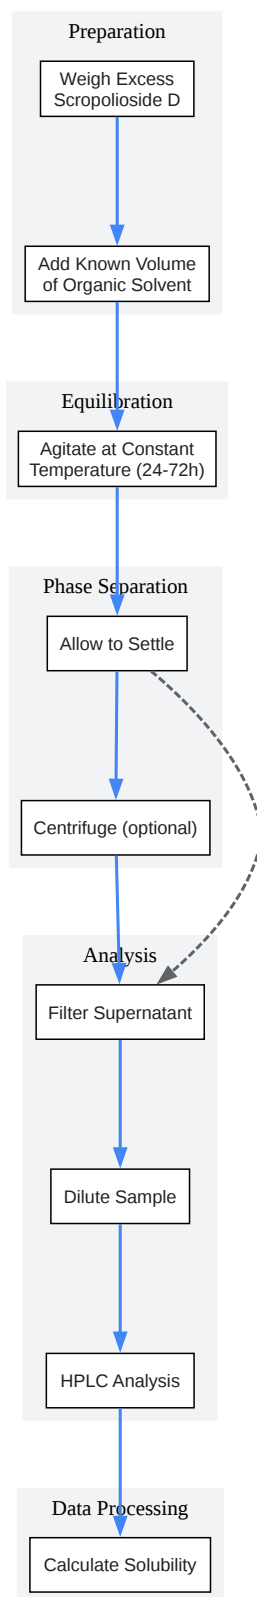 Preparation
Weigh Excess
Scropolioside D
Add Known Volume
of Organic Solvent
Equilibration
Agitate at Constant
Temperature (24-72h)
Phase Separation
Allow to Settle
Centrifuge (optional)
Analysis
Filter Supernatant
Dilute Sample
HPLC Analysis
Data Processing
Calculate Solubility